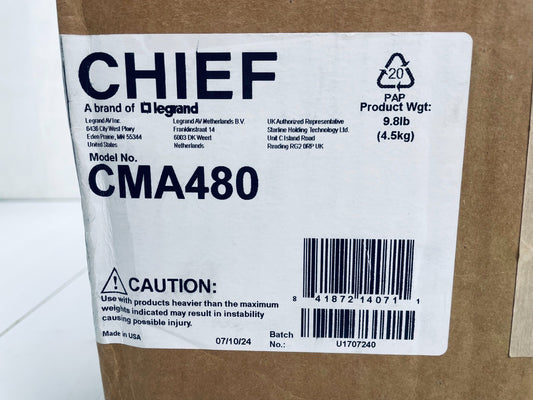 CHIEF
A brand of legrand
Legrand AV Inc.
6436 City West Pkwy
Eden Prairie, MN 55344
United States
Legrand AV Netherlands B.V.
Franklinstraat 14
6003 DK Weert
Netherlands
UK Authorized Representative
Starline Holding Technology Ltd.
Unit C Island Road
Reading RG2 0RP UK
20
PAP
Product Wgt:
9.8lb
(4.5kg)
Model No.
CMA480
CAUTION:
Use with products heavier than the maximum
weights indicated may result in instability
causing possible injury.
Made in USA
07/10/24
8 41872 14071 1
Batch
No.:
U1707240